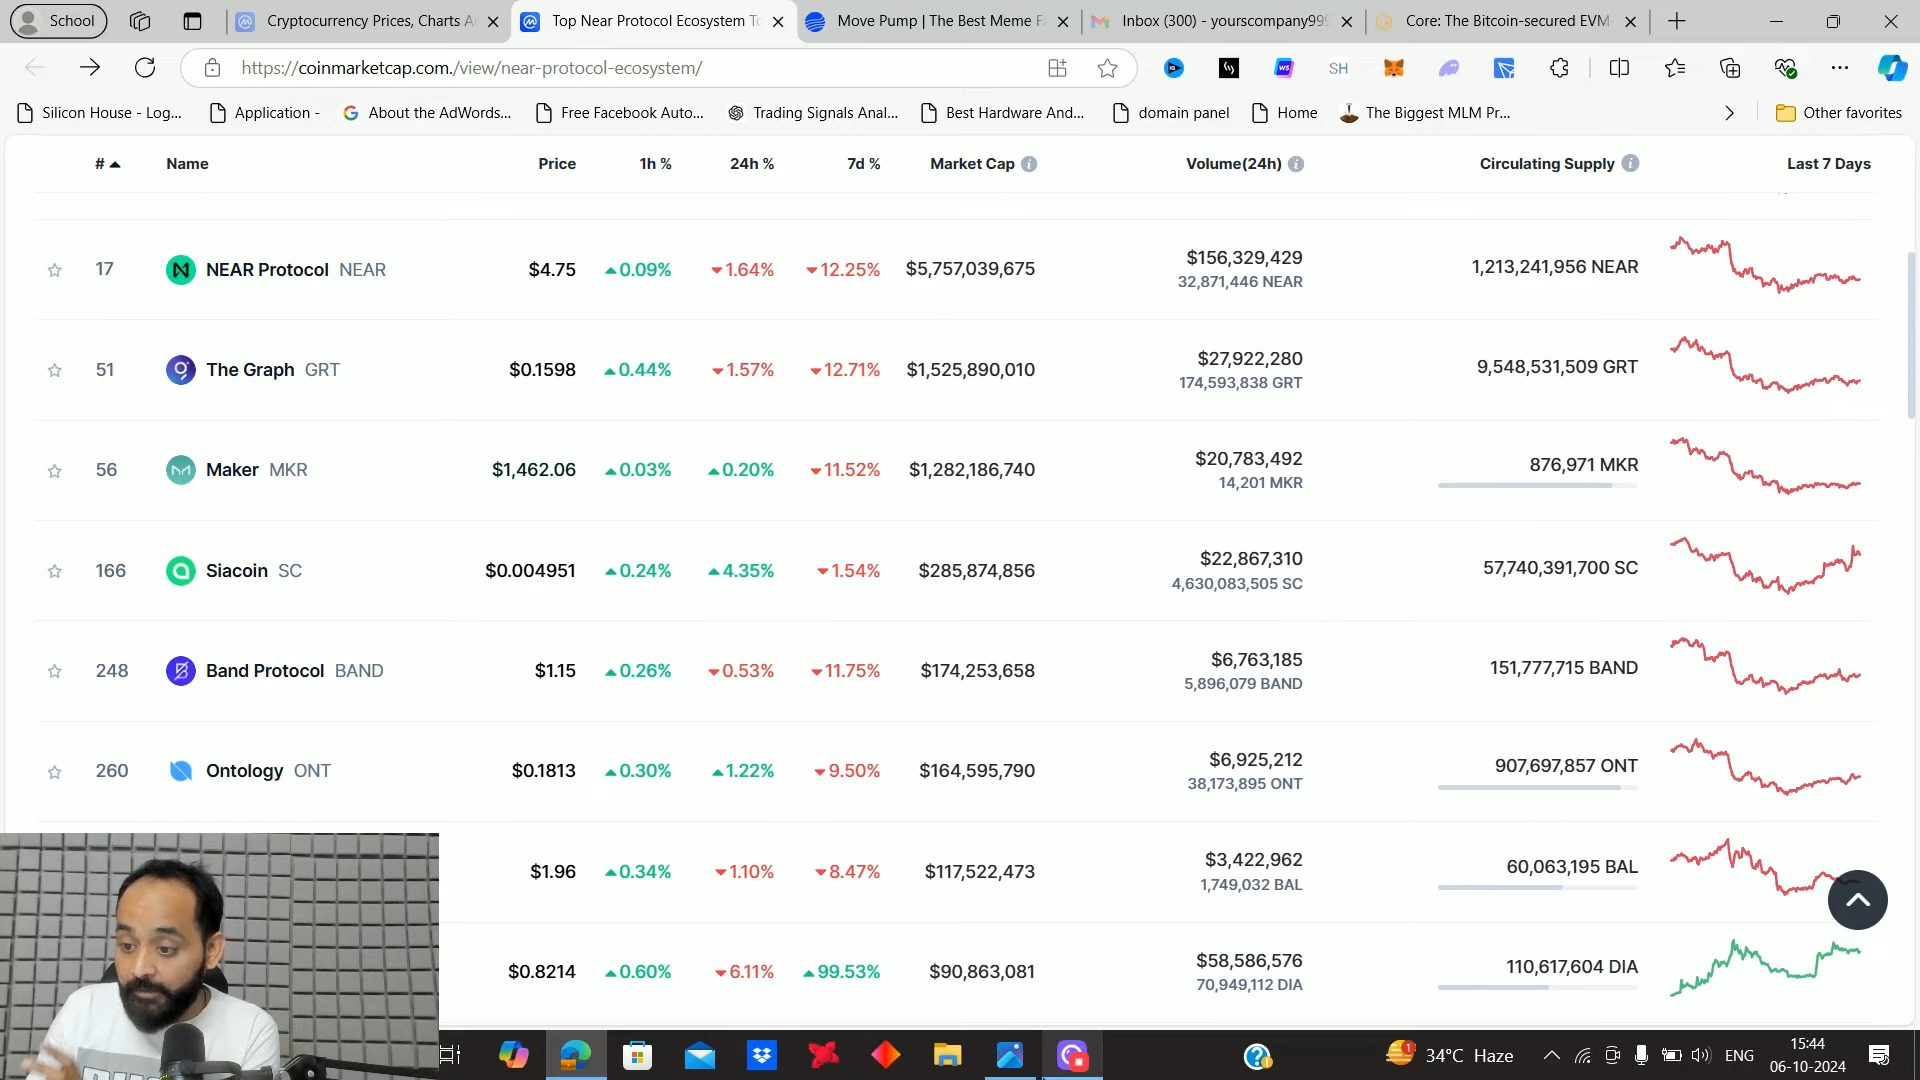 School
Cryptocurrency Prices, Charts A
Top Near Protocol Ecosystem To
Move Pump | The Best Meme Fa
Inbox (300) - yourscompany999
Core: The Bitcoin-secured EVM
https://coinmarketcap.com./view/near-protocol-ecosystem/
SH
Silicon House - Log...
Application -
About the AdWords...
Free Facebook Auto...
Trading Signals Anal...
Best Hardware And...
domain panel
Home
The Biggest MLM Pr...
Other favorites
# Name Price 1h % 24h % 7d % Market Cap Volume(24h) Circulating Supply Last 7 Days
17 NEAR Protocol NEAR $4.75 0.09% 1.64% 12.25% $5,757,039,675 $156,329,429 1,213,241,956 NEAR
32,871,446 NEAR
51 The Graph GRT $0.1598 0.44% 1.57% 12.71% $1,525,890,010 $27,922,280 9,548,531,509 GRT
174,593,838 GRT
56 Maker MKR $1,462.06 0.03% 0.20% 11.52% $1,282,186,740 $20,783,492 876,971 MKR
14,201 MKR
166 Siacoin SC $0.004951 0.24% 4.35% 1.54% $285,874,856 $22,867,310 57,740,391,700 SC
4,630,083,505 SC
248 Band Protocol BAND $1.15 0.26% 0.53% 11.75% $174,253,658 $6,763,185 151,777,715 BAND
5,896,079 BAND
260 Ontology ONT $0.1813 0.30% 1.22% 9.50% $164,595,790 $6,925,212 907,697,857 ONT
38,173,895 ONT
$1.96 0.34% 1.10% 8.47% $117,522,473 $3,422,962 60,063,195 BAL
1,749,032 BAL
$0.8214 0.60% 6.11% 99.53% $90,863,081 $58,586,576 110,617,604 DIA
70,949,112 DIA
1
34°C Haze
ENG
15:44
06-10-2024